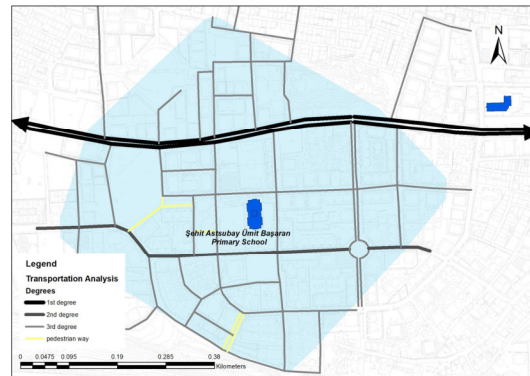 N
Şehit Astsubay Ümit Başaran
Primary School
Legend
Transportation Analysis
Degrees
1st degree
2nd degree
3rd degree
pedestrian way
0 0.0475 0.095 0.19 0.285 0.38
Kilometers